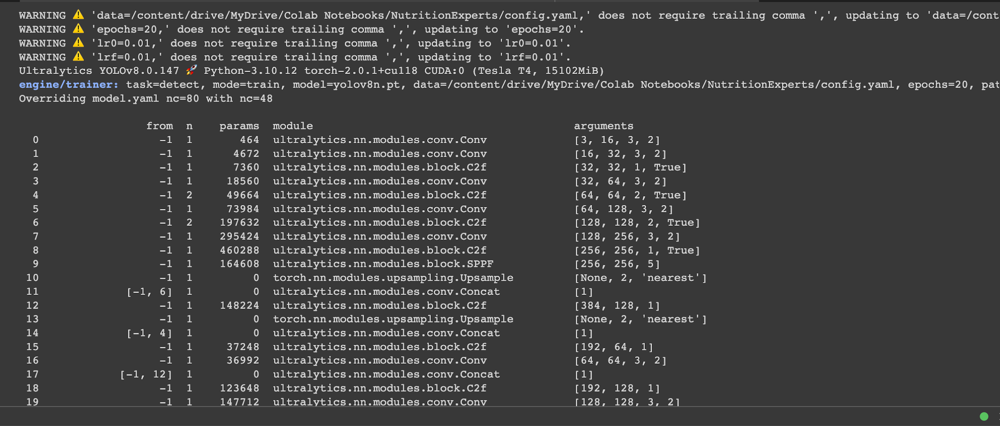 WARNING ⚠️ 'data=/content/drive/MyDrive/Colab Notebooks/NutritionExperts/config.yaml,' does not require trailing comma ',', updating to 'data=/cont
WARNING ⚠️ 'epochs=20,' does not require trailing comma ',', updating to 'epochs=20'.
WARNING ⚠️ 'lr0=0.01,' does not require trailing comma ',', updating to 'lr0=0.01'.
WARNING ⚠️ 'lrf=0.01,' does not require trailing comma ',', updating to 'lrf=0.01'.
Ultralytics YOLOv8.0.147 🚀 Python-3.10.12 torch-2.0.1+cu118 CUDA:0 (Tesla T4, 15102MiB)
engine/trainer: task=detect, mode=train, model=yolov8n.pt, data=/content/drive/MyDrive/Colab Notebooks/NutritionExperts/config.yaml, epochs=20, pat
Overriding model.yaml nc=80 with nc=48
from n params module arguments
0 -1 1 464 ultralytics.nn.modules.conv.Conv [3, 16, 3, 2]
1 -1 1 4672 ultralytics.nn.modules.conv.Conv [16, 32, 3, 2]
2 -1 1 7360 ultralytics.nn.modules.block.C2f [32, 32, 1, True]
3 -1 1 18560 ultralytics.nn.modules.conv.Conv [32, 64, 3, 2]
4 -1 2 49664 ultralytics.nn.modules.block.C2f [64, 64, 2, True]
5 -1 1 73984 ultralytics.nn.modules.conv.Conv [64, 128, 3, 2]
6 -1 2 197632 ultralytics.nn.modules.block.C2f [128, 128, 2, True]
7 -1 1 295424 ultralytics.nn.modules.conv.Conv [128, 256, 3, 2]
8 -1 1 460288 ultralytics.nn.modules.block.C2f [256, 256, 1, True]
9 -1 1 164608 ultralytics.nn.modules.block.SPPF [256, 256, 5]
10 -1 1 0 torch.nn.modules.upsampling.Upsample [None, 2, 'nearest']
11 [-1, 6] 1 0 ultralytics.nn.modules.conv.Concat [1]
12 -1 1 148224 ultralytics.nn.modules.block.C2f [384, 128, 1]
13 -1 1 0 torch.nn.modules.upsampling.Upsample [None, 2, 'nearest']
14 [-1, 4] 1 0 ultralytics.nn.modules.conv.Concat [1]
15 -1 1 37248 ultralytics.nn.modules.block.C2f [192, 64, 1]
16 -1 1 36992 ultralytics.nn.modules.conv.Conv [64, 64, 3, 2]
17 [-1, 12] 1 0 ultralytics.nn.modules.conv.Concat [1]
18 -1 1 123648 ultralytics.nn.modules.block.C2f [192, 128, 1]
19 -1 1 147712 ultralytics.nn.modules.conv.Conv [128, 128, 3, 2]